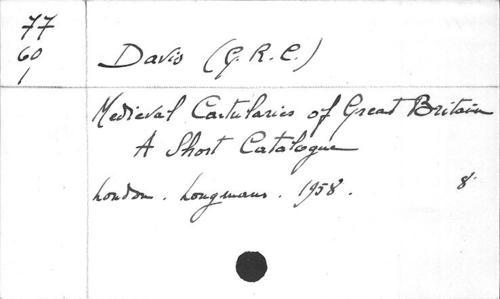 77
60
1
Davis (G.R.C.)
Medieval Cartularies of Great Britain
A Short Catalogue
London. Longmans. 1958. 8°